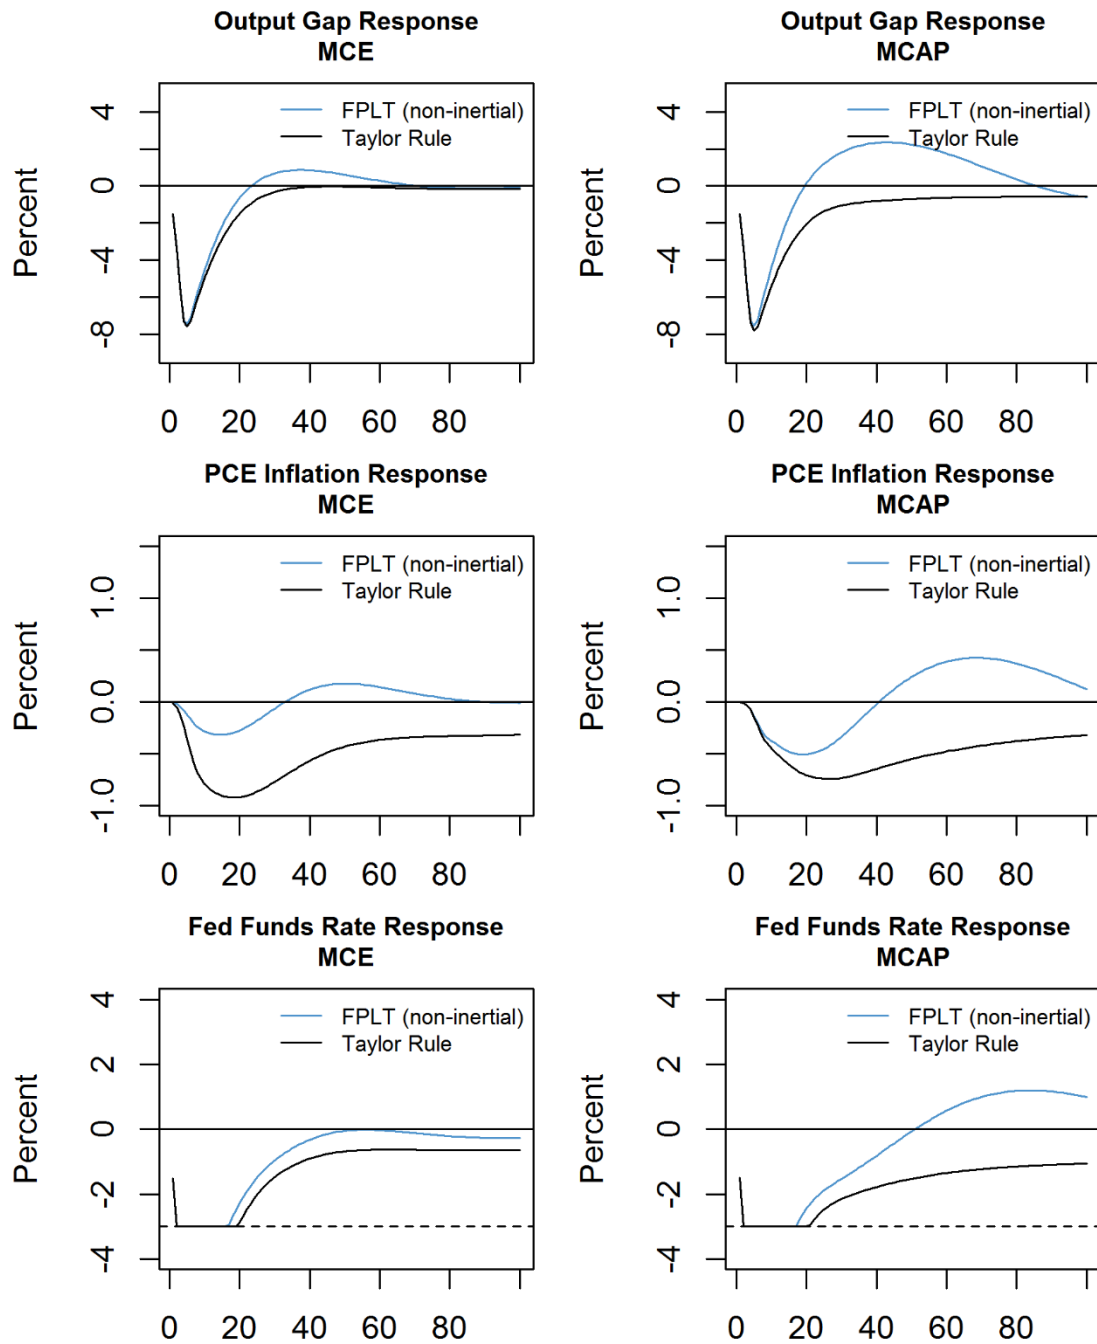 Output Gap Response
MCE
Percent
4
0
-4
-8
FPLT (non-inertial)
Taylor Rule
0 20 40 60 80
Output Gap Response
MCAP
Percent
4
0
-4
-8
FPLT (non-inertial)
Taylor Rule
0 20 40 60 80
PCE Inflation Response
MCE
Percent
1.0
0.0
-1.0
FPLT (non-inertial)
Taylor Rule
0 20 40 60 80
PCE Inflation Response
MCAP
Percent
1.0
0.0
-1.0
FPLT (non-inertial)
Taylor Rule
0 20 40 60 80
Fed Funds Rate Response
MCE
Percent
4
2
0
-2
-4
FPLT (non-inertial)
Taylor Rule
0 20 40 60 80
Fed Funds Rate Response
MCAP
Percent
4
2
0
-2
-4
FPLT (non-inertial)
Taylor Rule
0 20 40 60 80